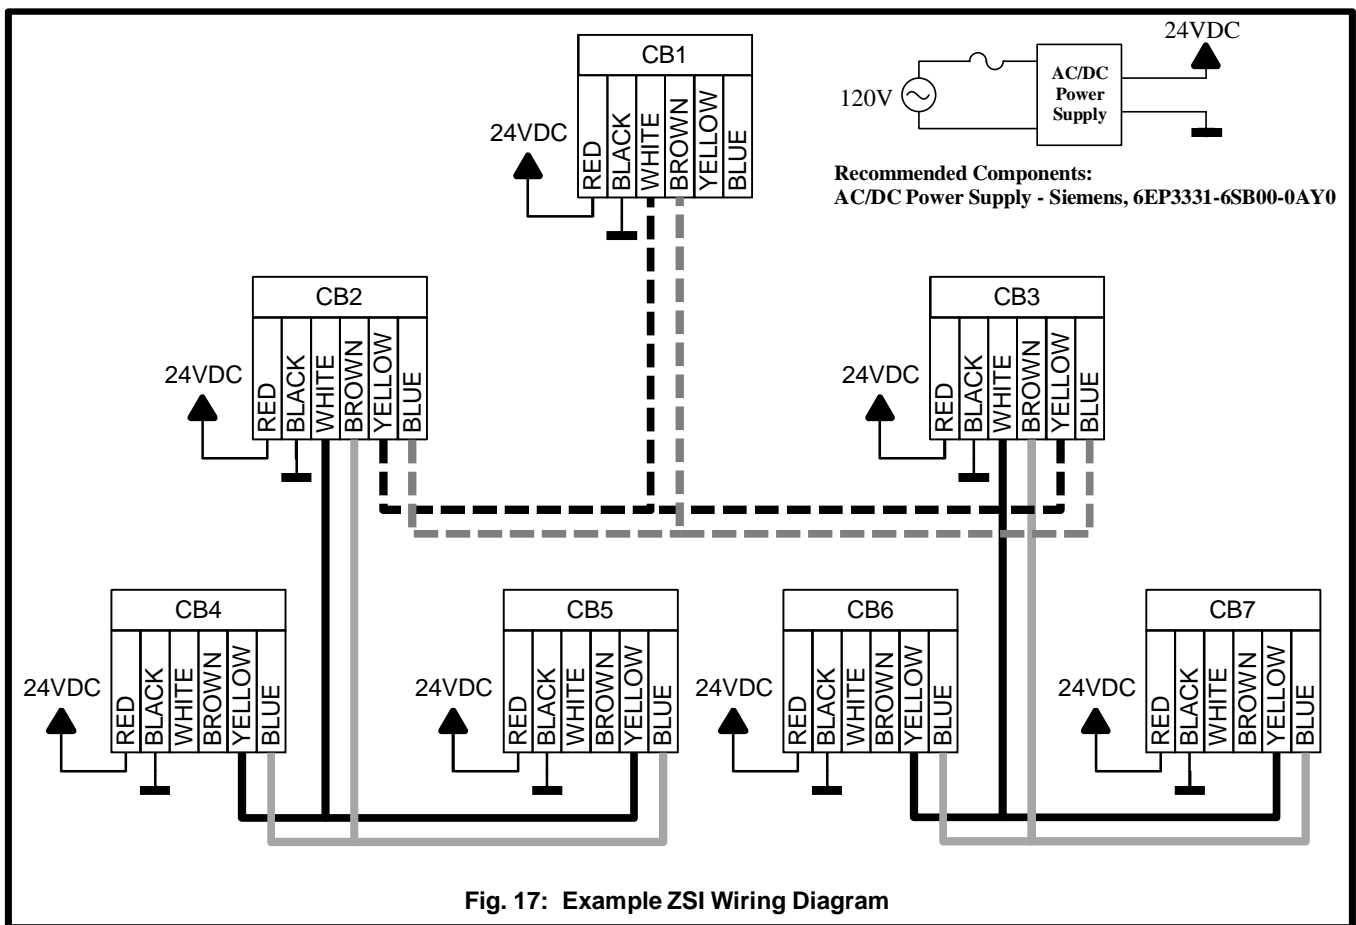 24VDC
120V
AC/DC
Power
Supply
Recommended Components:
AC/DC Power Supply - Siemens, 6EP3331-6SB00-0AY0
CB1
24VDC
RED
BLACK
WHITE
BROWN
YELLOW
BLUE
CB2
24VDC
RED
BLACK
WHITE
BROWN
YELLOW
BLUE
CB3
24VDC
RED
BLACK
WHITE
BROWN
YELLOW
BLUE
CB4
24VDC
RED
BLACK
WHITE
BROWN
YELLOW
BLUE
CB5
24VDC
RED
BLACK
WHITE
BROWN
YELLOW
BLUE
CB6
24VDC
RED
BLACK
WHITE
BROWN
YELLOW
BLUE
CB7
24VDC
RED
BLACK
WHITE
BROWN
YELLOW
BLUE
Fig. 17: Example ZSI Wiring Diagram